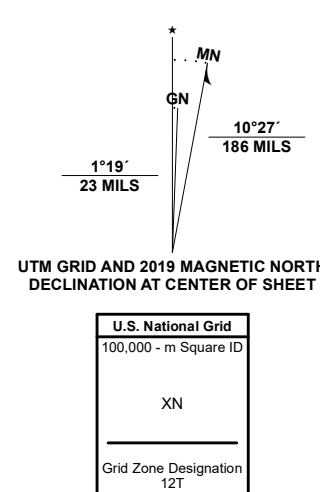 ★
MN
GN
10°27´
186 MILS
1°19´
23 MILS
UTM GRID AND 2019 MAGNETIC NORTH
DECLINATION AT CENTER OF SHEET
U.S. National Grid
100,000 - m Square ID
XN
Grid Zone Designation
12T